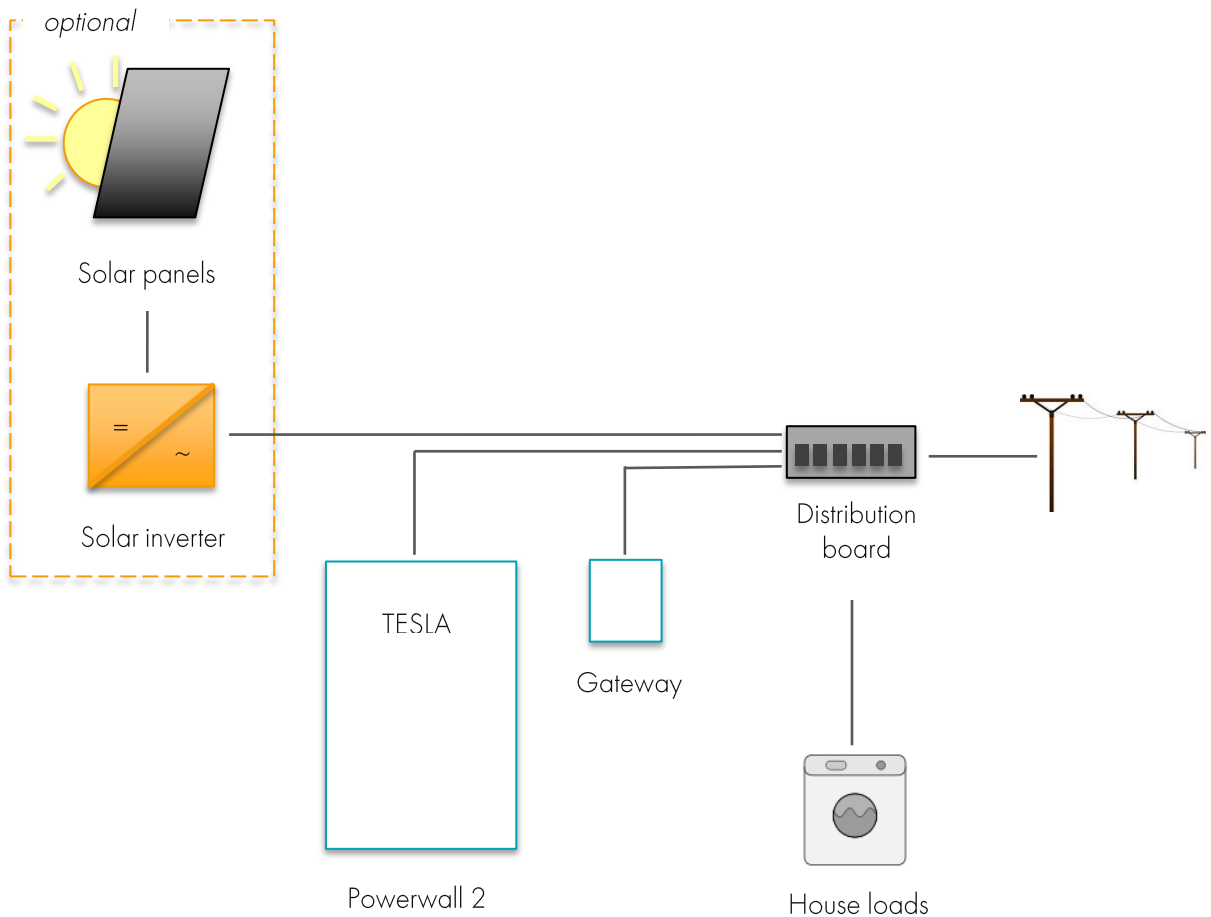 optional
Solar panels
=
~
Solar inverter
Distribution
board
TESLA
Gateway
Powerwall 2
House loads